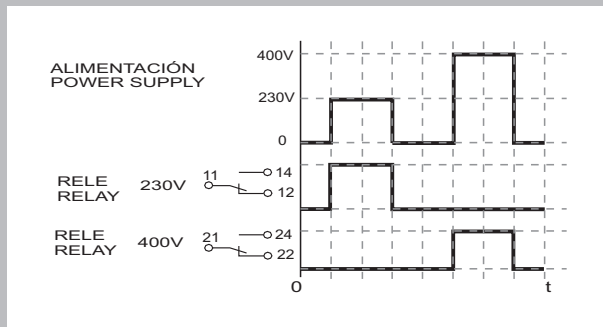 400V
ALIMENTACIÓN
POWER SUPPLY
230V
0
11
14
RELE
RELAY
230V
12
RELE
RELAY
400V
21
24
22
0
t